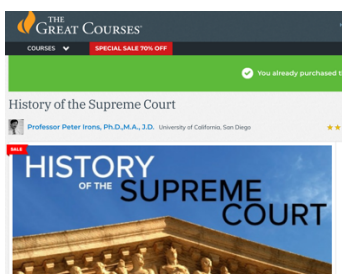 THE
GREAT COURSES
COURSES
SPECIAL SALE 70% OFF
You already purchased t
History of the Supreme Court
Professor Peter Irons, Ph.D.,M.A., J.D. University of California, San Diego
SALE
HISTORY
OF THE SUPREME
COURT